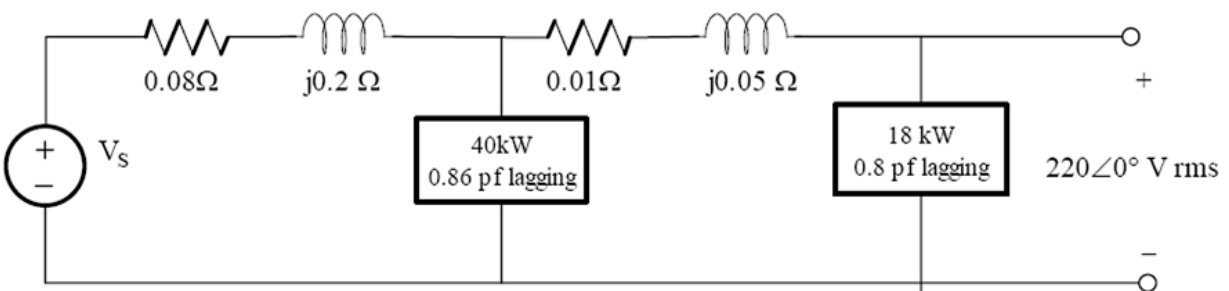 0.08Ω
j0.2 Ω
0.01Ω
j0.05 Ω
+
+
−
V_S
40kW
0.86 pf lagging
18 kW
0.8 pf lagging
220∠0° V rms
−